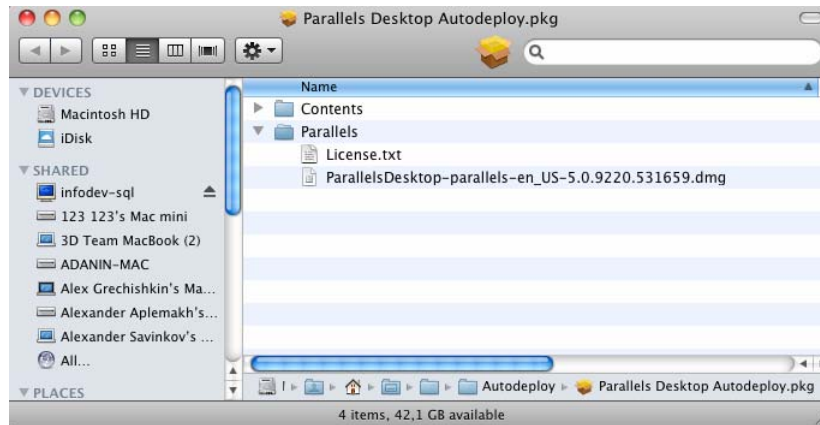 Parallels Desktop Autodeploy.pkg
Name
DEVICES
Macintosh HD
iDisk
SHARED
infodev-sql
123 123's Mac mini
3D Team MacBook (2)
ADANIN-MAC
Alex Grechishkin's Ma...
Alexander Aplemakh's...
Alexander Savinkov's ...
All...
PLACES
Contents
Parallels
License.txt
ParallelsDesktop-parallels-en_US-5.0.9220.531659.dmg
Autodeploy Parallels Desktop Autodeploy.pkg
4 items, 42,1 GB available